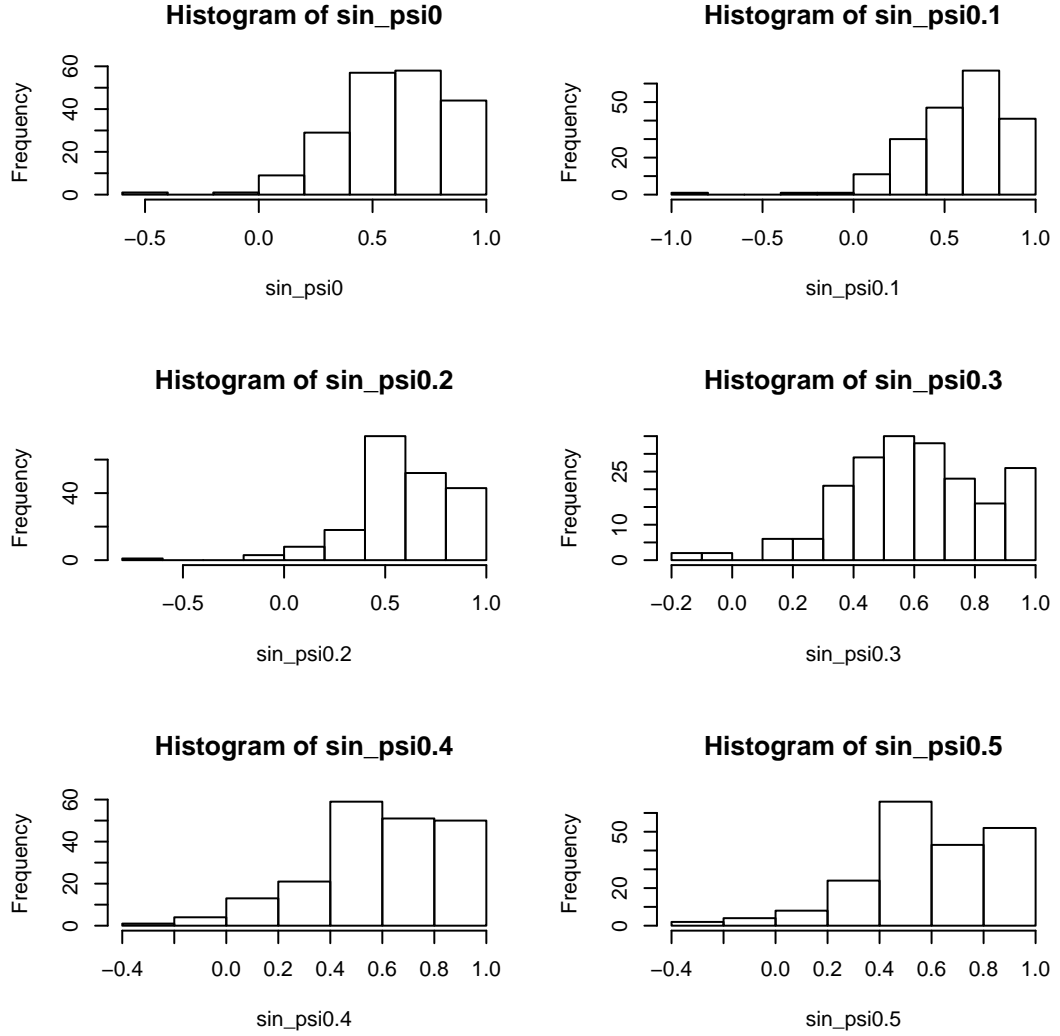 Histogram of sin_psi0
Frequency
0
20
40
60
−0.5
0.0
0.5
1.0
sin_psi0
Histogram of sin_psi0.1
Frequency
0
20
50
−1.0
−0.5
0.0
0.5
1.0
sin_psi0.1
Histogram of sin_psi0.2
Frequency
0
40
−0.5
0.0
0.5
1.0
sin_psi0.2
Histogram of sin_psi0.3
Frequency
0
10
25
−0.2
0.0
0.2
0.4
0.6
0.8
1.0
sin_psi0.3
Histogram of sin_psi0.4
Frequency
0
20
40
60
−0.4
0.0
0.2
0.4
0.6
0.8
1.0
sin_psi0.4
Histogram of sin_psi0.5
Frequency
0
20
50
−0.4
0.0
0.2
0.4
0.6
0.8
1.0
sin_psi0.5